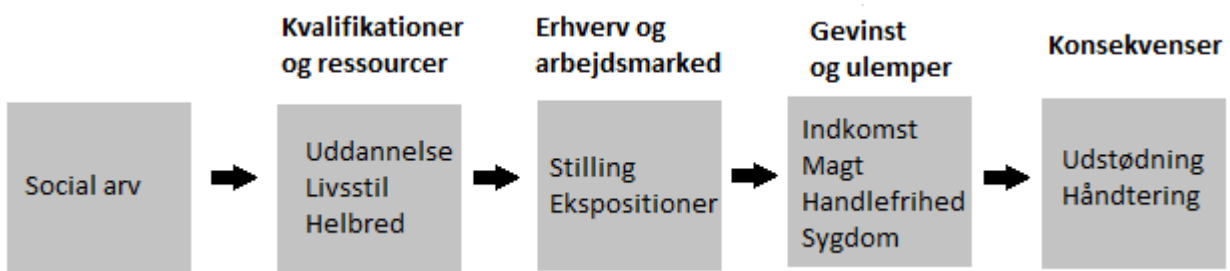 Kvalifikationer
og ressourcer
Erhverv og
arbejdsmarked
Gevinst
og ulemper
Konsekvenser
Social arv
Uddannelse
Livsstil
Helbred
Stilling
Ekspositioner
Indkomst
Magt
Handlefrihed
Sygdom
Udstødning
Håndtering